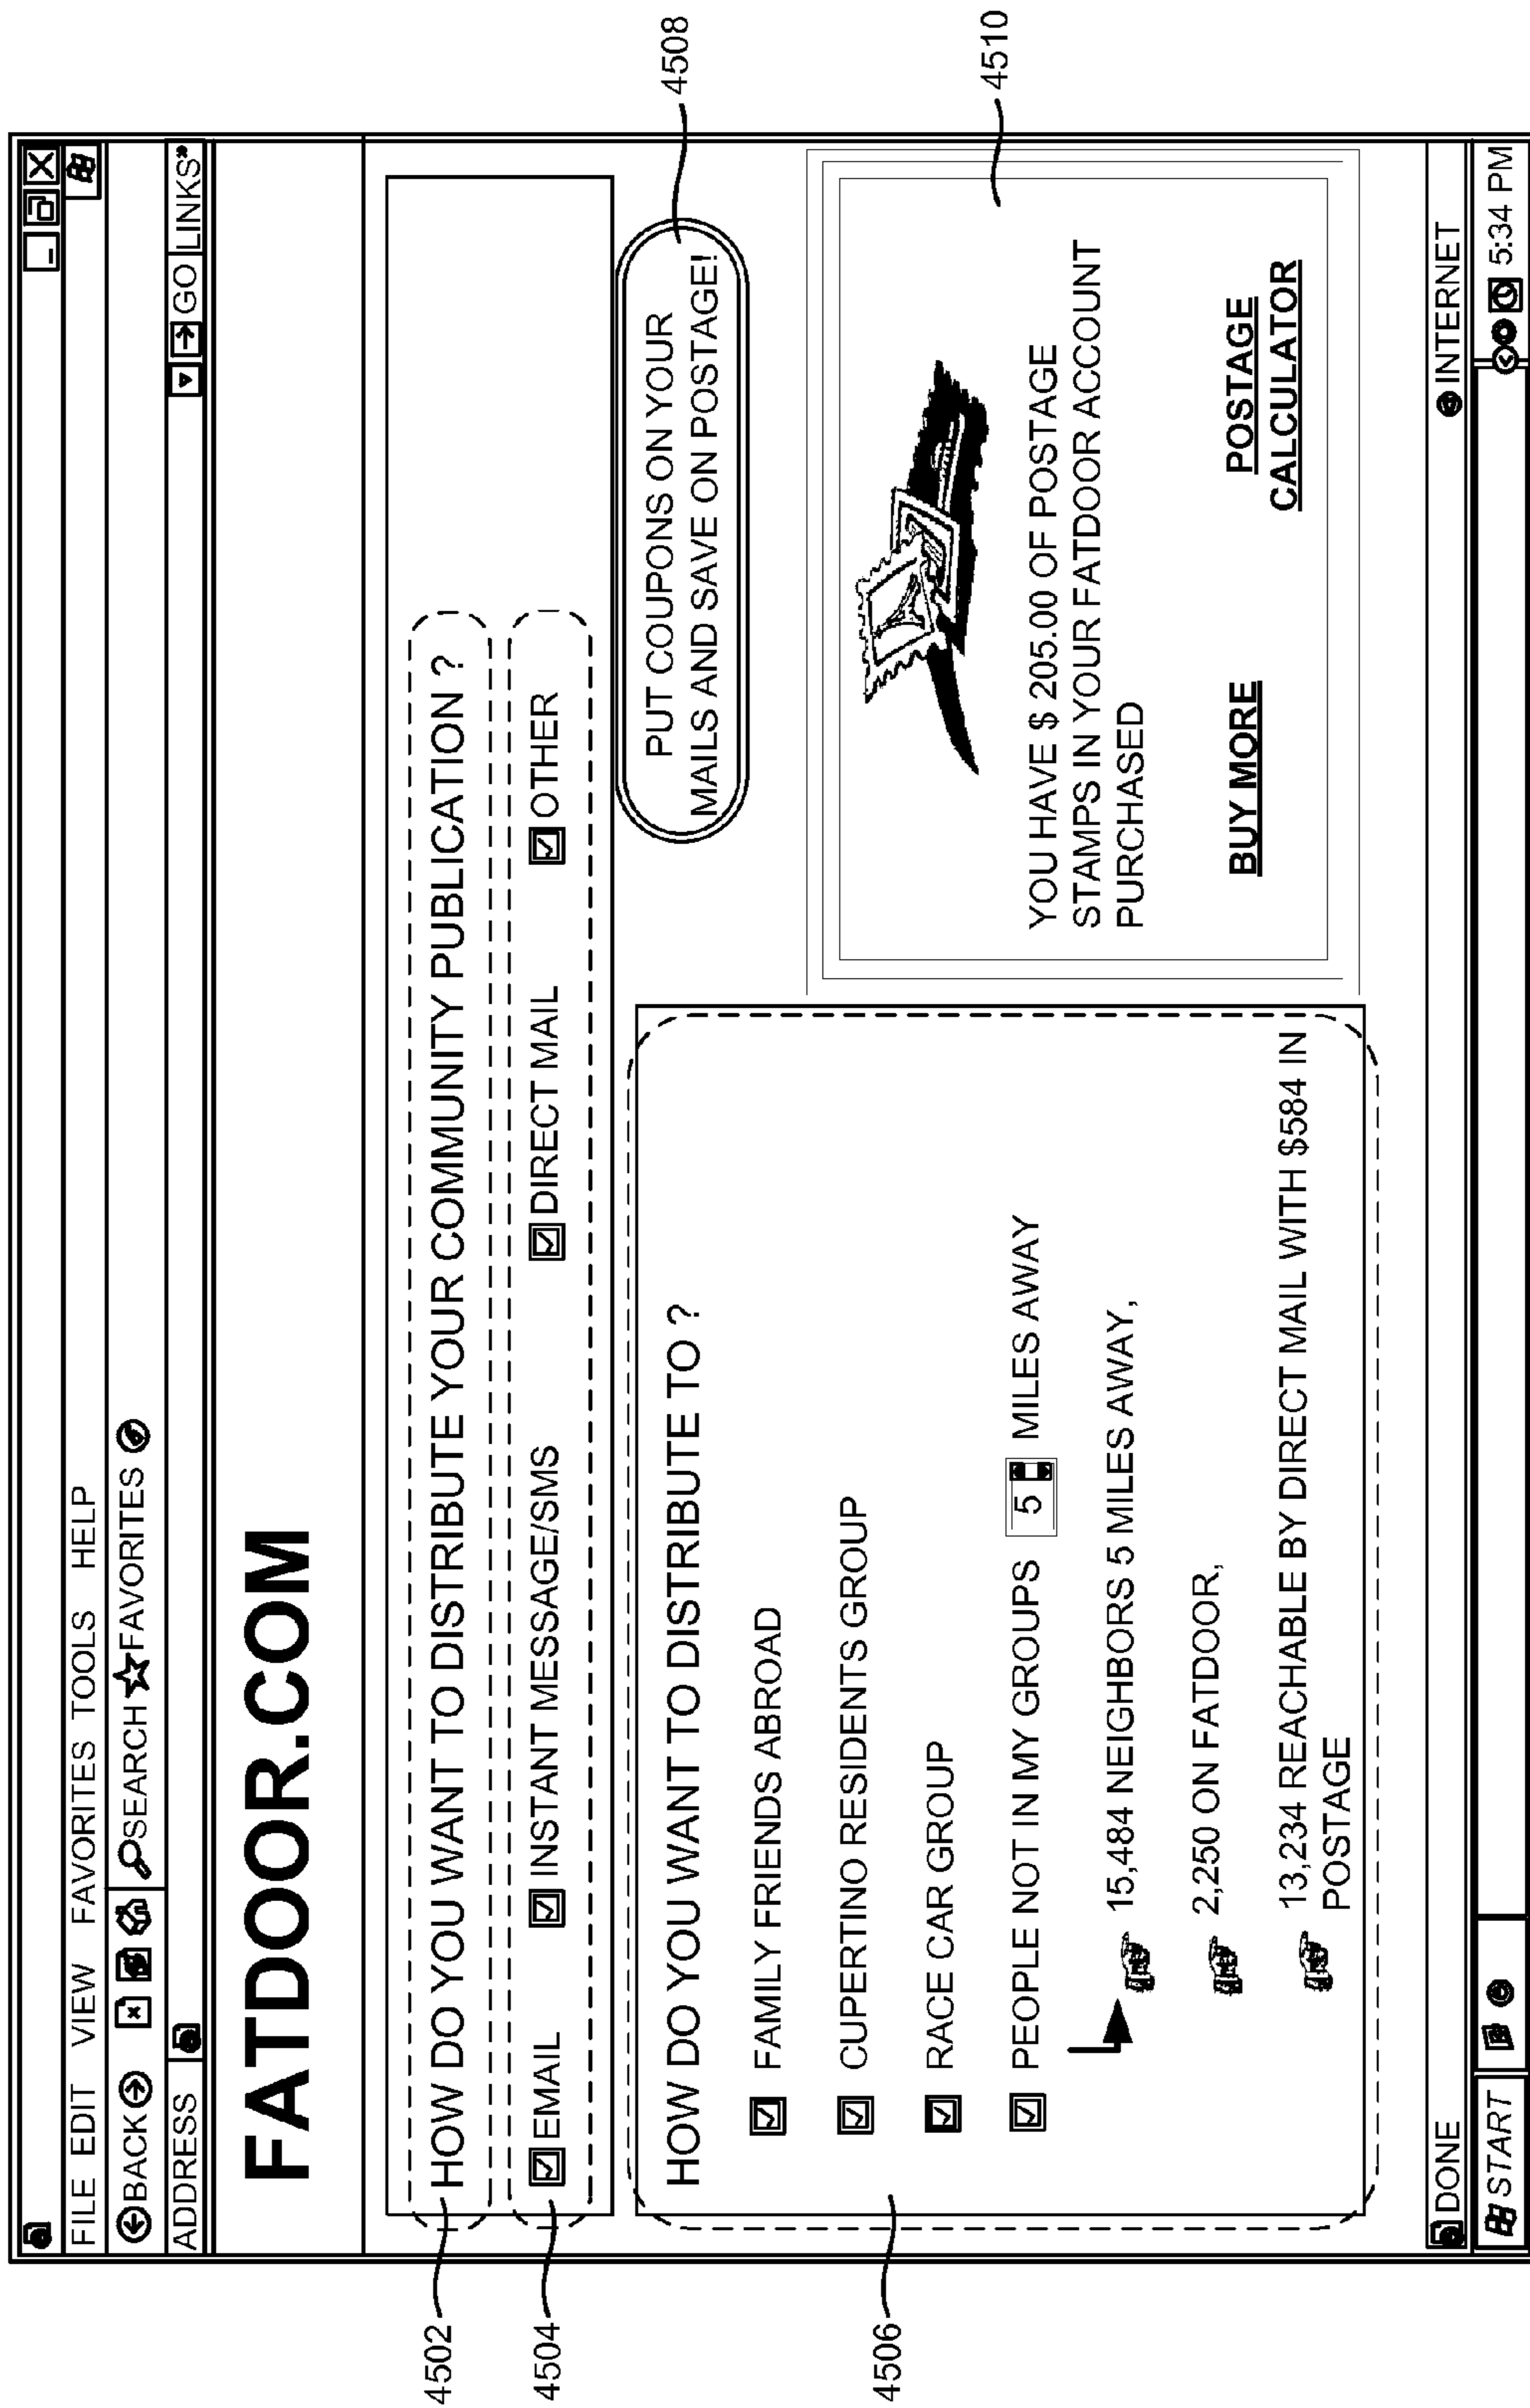 FILE EDIT VIEW FAVORITES TOOLS HELP
BACK SEARCH FAVORITES
ADDRESS GO LINKS"
FATDOOR.COM
4502
HOW DO YOU WANT TO DISTRIBUTE YOUR COMMUNITY PUBLICATION ?
4504
EMAIL INSTANT MESSAGE/SMS DIRECT MAIL OTHER
4506
HOW DO YOU WANT TO DISTRIBUTE TO ?
FAMILY FRIENDS ABROAD
CUPERTINO RESIDENTS GROUP
RACE CAR GROUP
PEOPLE NOT IN MY GROUPS 5 MILES AWAY
15,484 NEIGHBORS 5 MILES AWAY,
2,250 ON FATDOOR,
13,234 REACHABLE BY DIRECT MAIL WITH $584 IN
POSTAGE
PUT COUPONS ON YOUR
MAILS AND SAVE ON POSTAGE!
4508
YOU HAVE $ 205.00 OF POSTAGE
STAMPS IN YOUR FATDOOR ACCOUNT
PURCHASED
BUY MORE
POSTAGE
CALCULATOR
4510
DONE INTERNET
START 5:34 PM